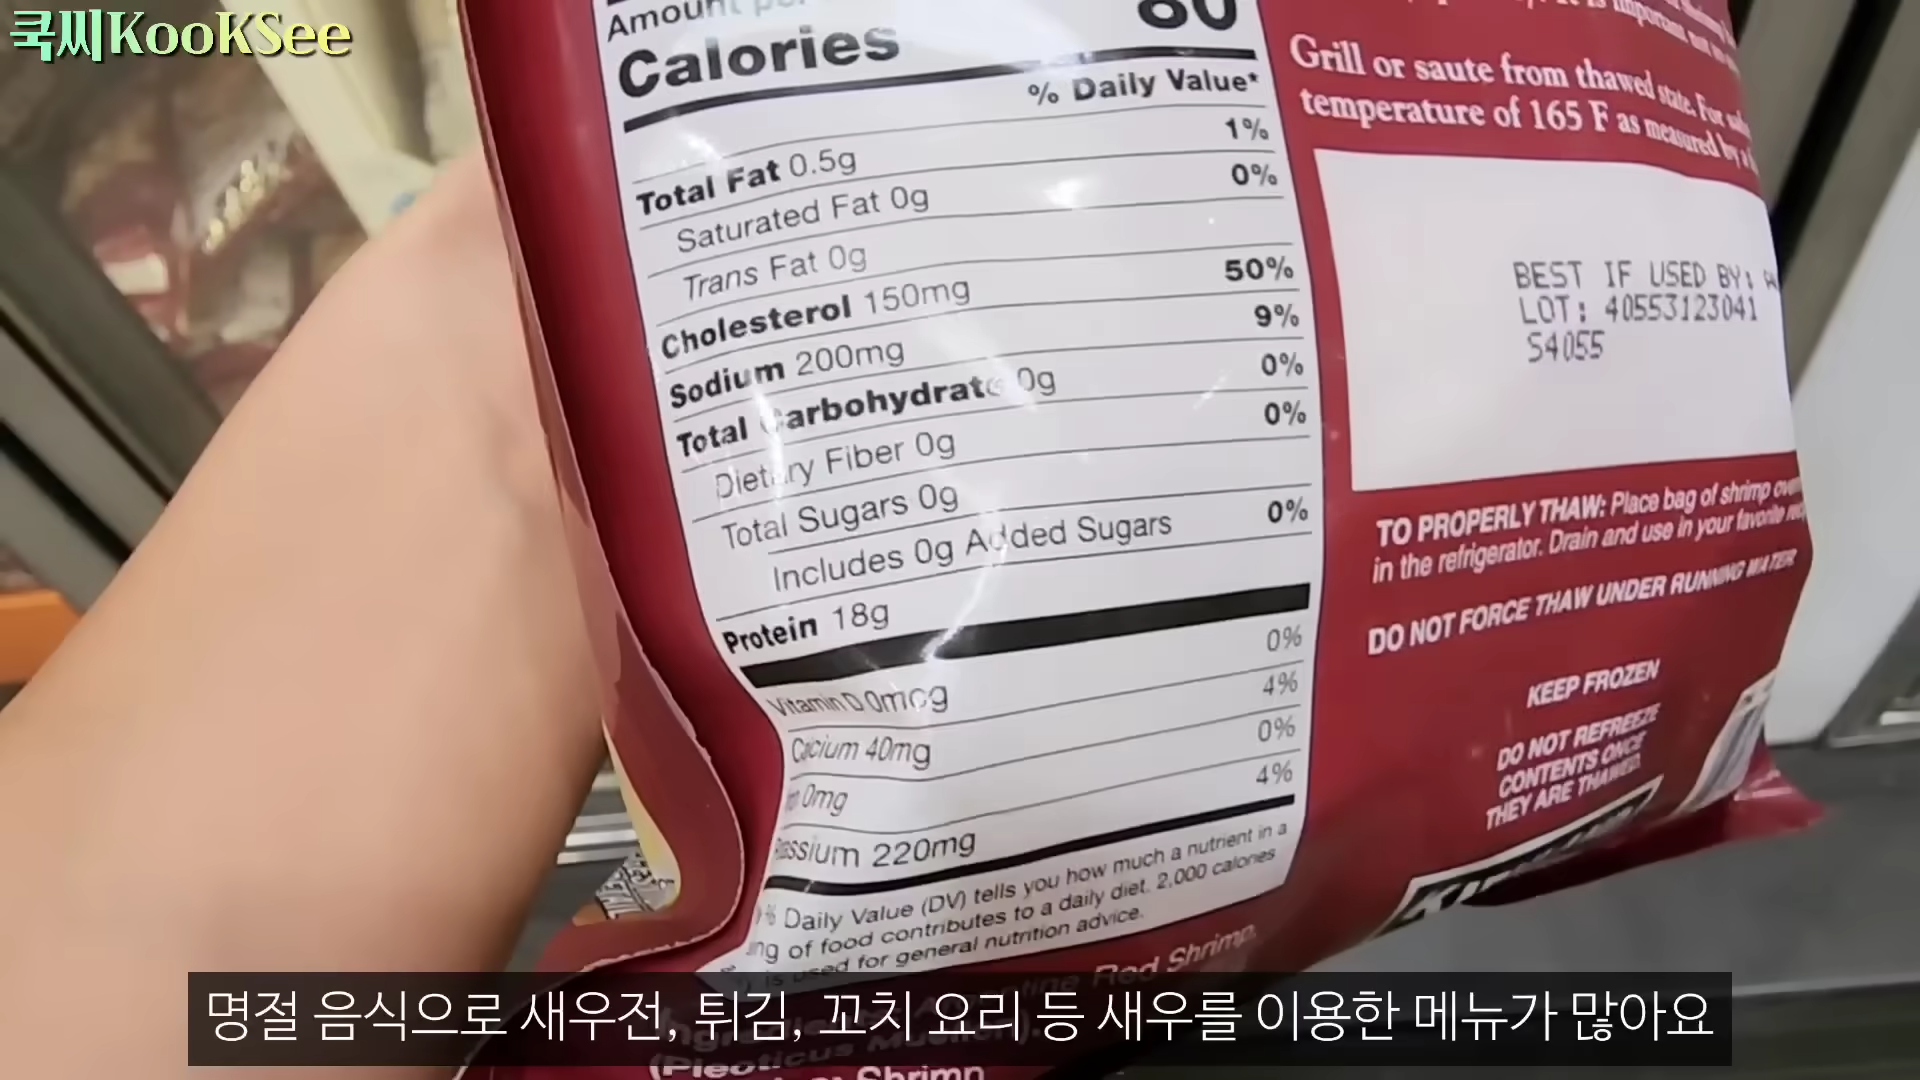 쿡씨KooKSee
Amount
Calories 80
% Daily Value*
Total Fat 0.5g 1%
Saturated Fat 0g 0%
Trans Fat 0g
Cholesterol 150mg 50%
Sodium 200mg 9%
Total Carbohydrate 0g 0%
Dietary Fiber 0g 0%
Total Sugars 0g
Includes 0g Added Sugars 0%
Protein 18g
Vitamin D 0mcg 0%
Calcium 40mg 4%
0mg 0%
220mg 4%
% Daily Value (DV) tells you how much a nutrient in a
of food contributes to a daily diet. 2,000 calories
is used for general nutrition advice.
Red Shrimp
(Pleoticus
Shrimp
Grill or saute from thawed state. For
temperature of 165 F as measured by a
BEST IF USED BY:
LOT: 40553123041
S4055
TO PROPERLY THAW: Place bag of shrimp
in the refrigerator. Drain and use in your favorite
DO NOT FORCE THAW UNDER RUNNING WATER
KEEP FROZEN
DO NOT REFREEZE
CONTENTS ONCE
THEY ARE THAWED.
명절 음식으로 새우전, 튀김, 꼬치 요리 등 새우를 이용한 메뉴가 많아요